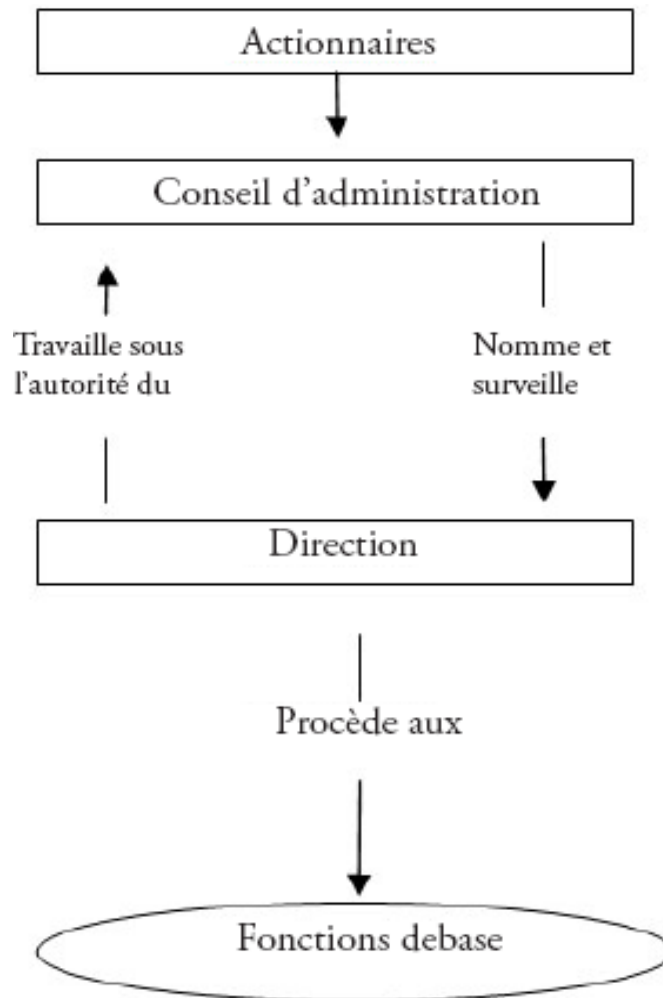 Actionnaires
Conseil d'administration
Travaille sous
l'autorité du
Nomme et
surveille
Direction
Procède aux
Fonctions debase